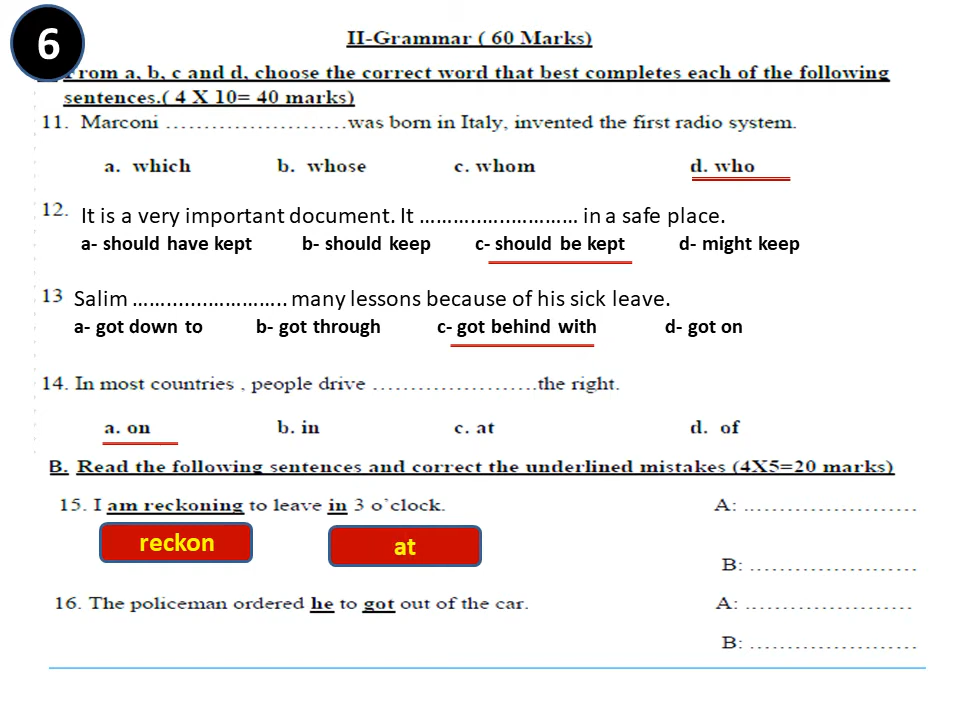 6
II-Grammar ( 60 Marks)
From a, b, c and d, choose the correct word that best completes each of the following
sentences.( 4 X 10= 40 marks)
11. Marconi ........................was born in Italy, invented the first radio system.
a. which b. whose c. whom d. who
12. It is a very important document. It ……….…..………… in a safe place.
a- should have kept b- should keep c- should be kept d- might keep
13 Salim ……......………….. many lessons because of his sick leave.
a- got down to b- got through c- got behind with d- got on
14. In most countries , people drive ......................the right.
a. on b. in c. at d. of
B. Read the following sentences and correct the underlined mistakes (4X5=20 marks)
15. I am reckoning to leave in 3 o`clock. A: .......................
reckon at
B: ......................
16. The policeman ordered he to got out of the car. A: ......................
B: ......................